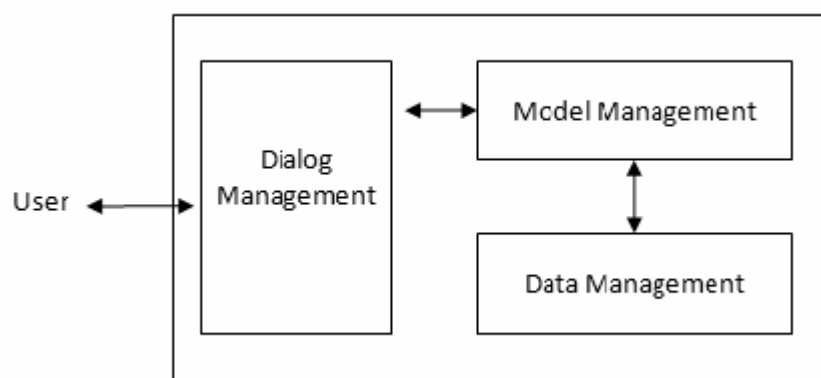 User
Dialog
Management
Model Management
Data Management